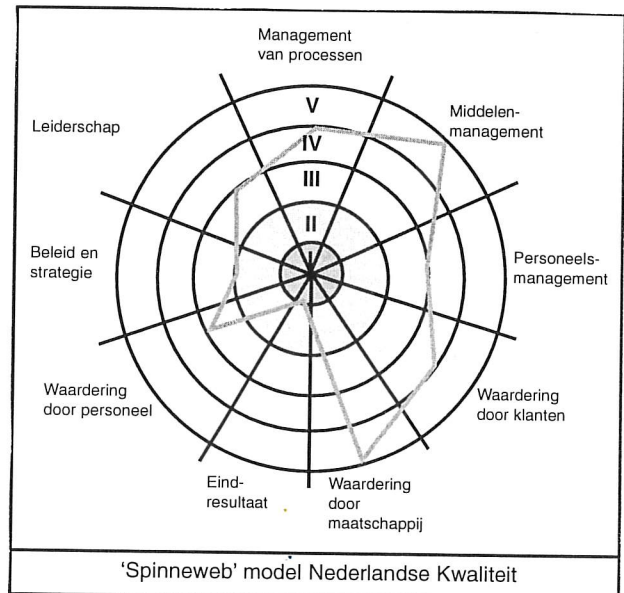 Management
van processen
Leiderschap
Middelen-
management
V
IV
III
II
I
Beleid en
strategie
Personeels-
management
Waardering
door personeel
Waardering
door klanten
Eind-
resultaat
Waardering
door
maatschappij
'Spinneweb' model Nederlandse Kwaliteit